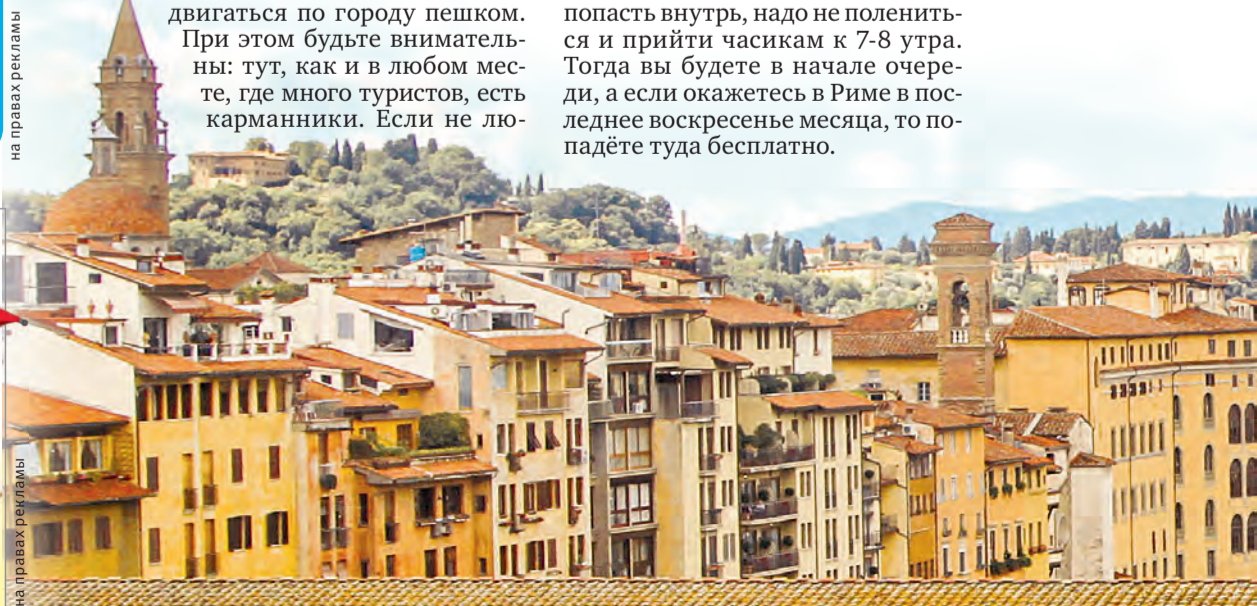 на правах рекламы
на правах рекламы
двигаться по городу пешком.
При этом будьте вниматель-
ны: тут, как и в любом мес-
те, где много туристов, есть
карманники. Если не лю-
попасть внутрь, надо не поленить-
ся и прийти часикам к 7-8 утра.
Тогда вы будете в начале очере-
ди, а если окажетесь в Риме в пос-
леднее воскресенье месяца, то по-
падёте туда бесплатно.